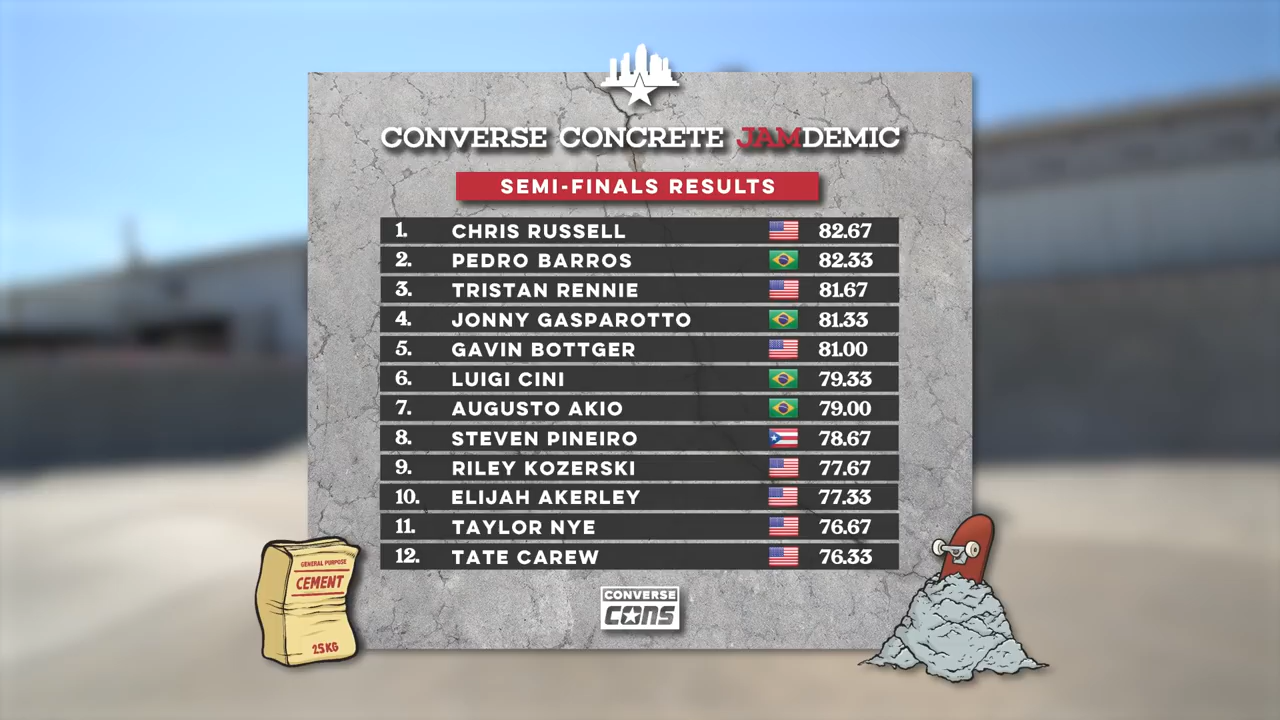 CONVERSE CONCRETE JAMDEMIC
SEMI-FINALS RESULTS
1. CHRIS RUSSELL 82.67
2. PEDRO BARROS 82.33
3. TRISTAN RENNIE 81.67
4. JONNY GASPAROTTO 81.33
5. GAVIN BOTTGER 81.00
6. LUIGI CINI 79.33
7. AUGUSTO AKIO 79.00
8. STEVEN PINEIRO 78.67
9. RILEY KOZERSKI 77.67
10. ELIJAH AKERLEY 77.33
11. TAYLOR NYE 76.67
12. TATE CAREW 76.33
GENERAL PURPOSE
CEMENT
25KG
CONVERSE
CONS